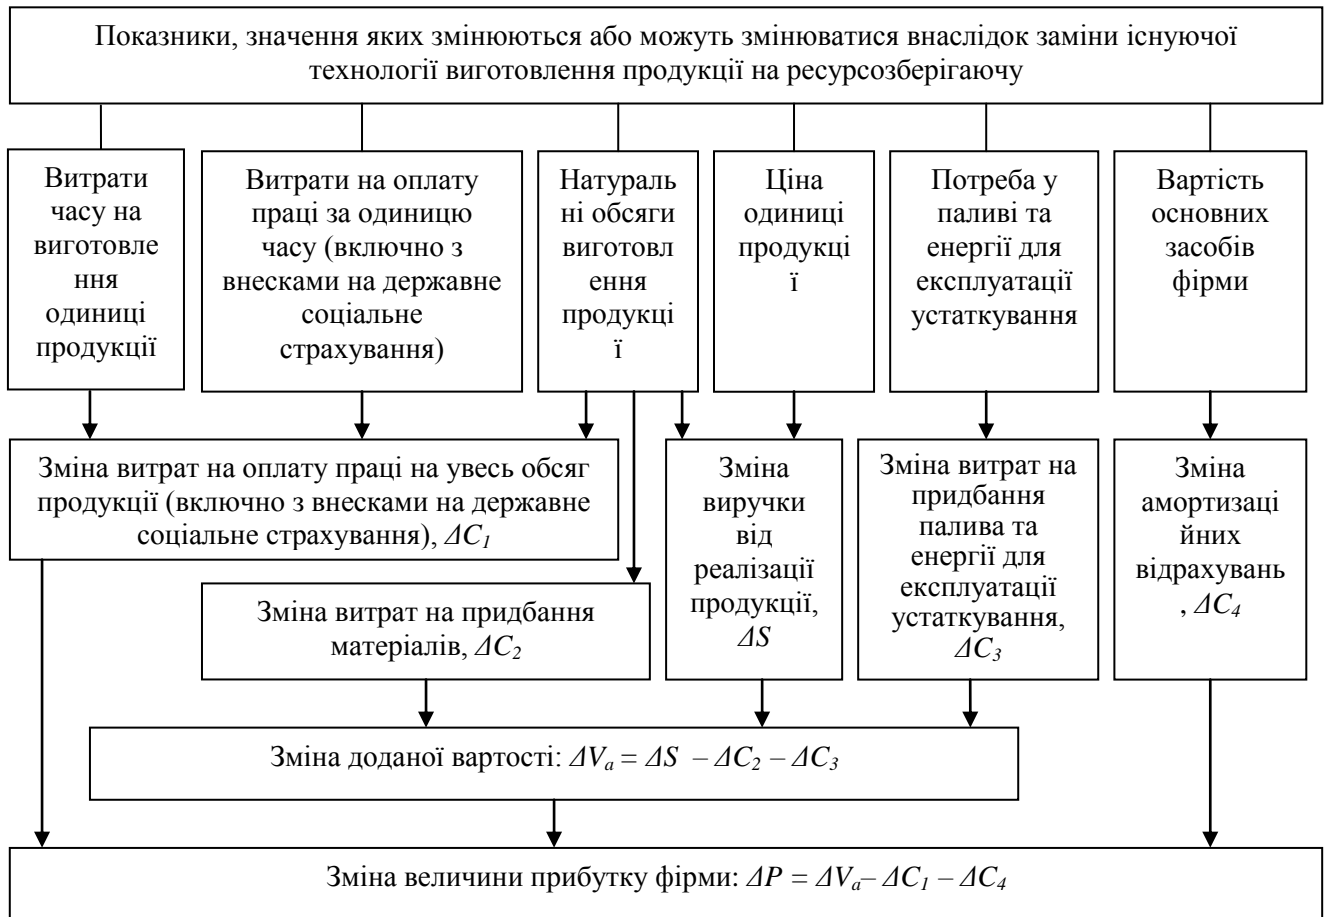 Показники, значення яких змінюються або можуть змінюватися внаслідок заміни існуючої
технології виготовлення продукції на ресурсозберігаючу
Витрати
часу на
виготовле
ння
одиниці
продукції
Витрати на оплату
праці за одиницю
часу (включно з
внесками на державне
соціальне
страхування)
Натураль
ні обсяги
виготовл
ення
продукці
ї
Ціна
одиниці
продукці
ї
Потреба у
паливі та
енергії для
експлуатації
устаткування
Вартість
основних
засобів
фірми
Зміна витрат на оплату праці на увесь обсяг
продукції (включно з внесками на державне
соціальне страхування), ΔC₁
Зміна витрат на придбання
матеріалів, ΔC₂
Зміна
виручки
від
реалізації
продукції,
ΔS
Зміна витрат на
придбання
палива та
енергії для
експлуатації
устаткування,
ΔC₃
Зміна
амортизаці
йних
відрахувань
, ΔC₄
Зміна доданої вартості: ΔVₐ = ΔS – ΔC₂ – ΔC₃
Зміна величини прибутку фірми: ΔP = ΔVₐ– ΔC₁ – ΔC₄